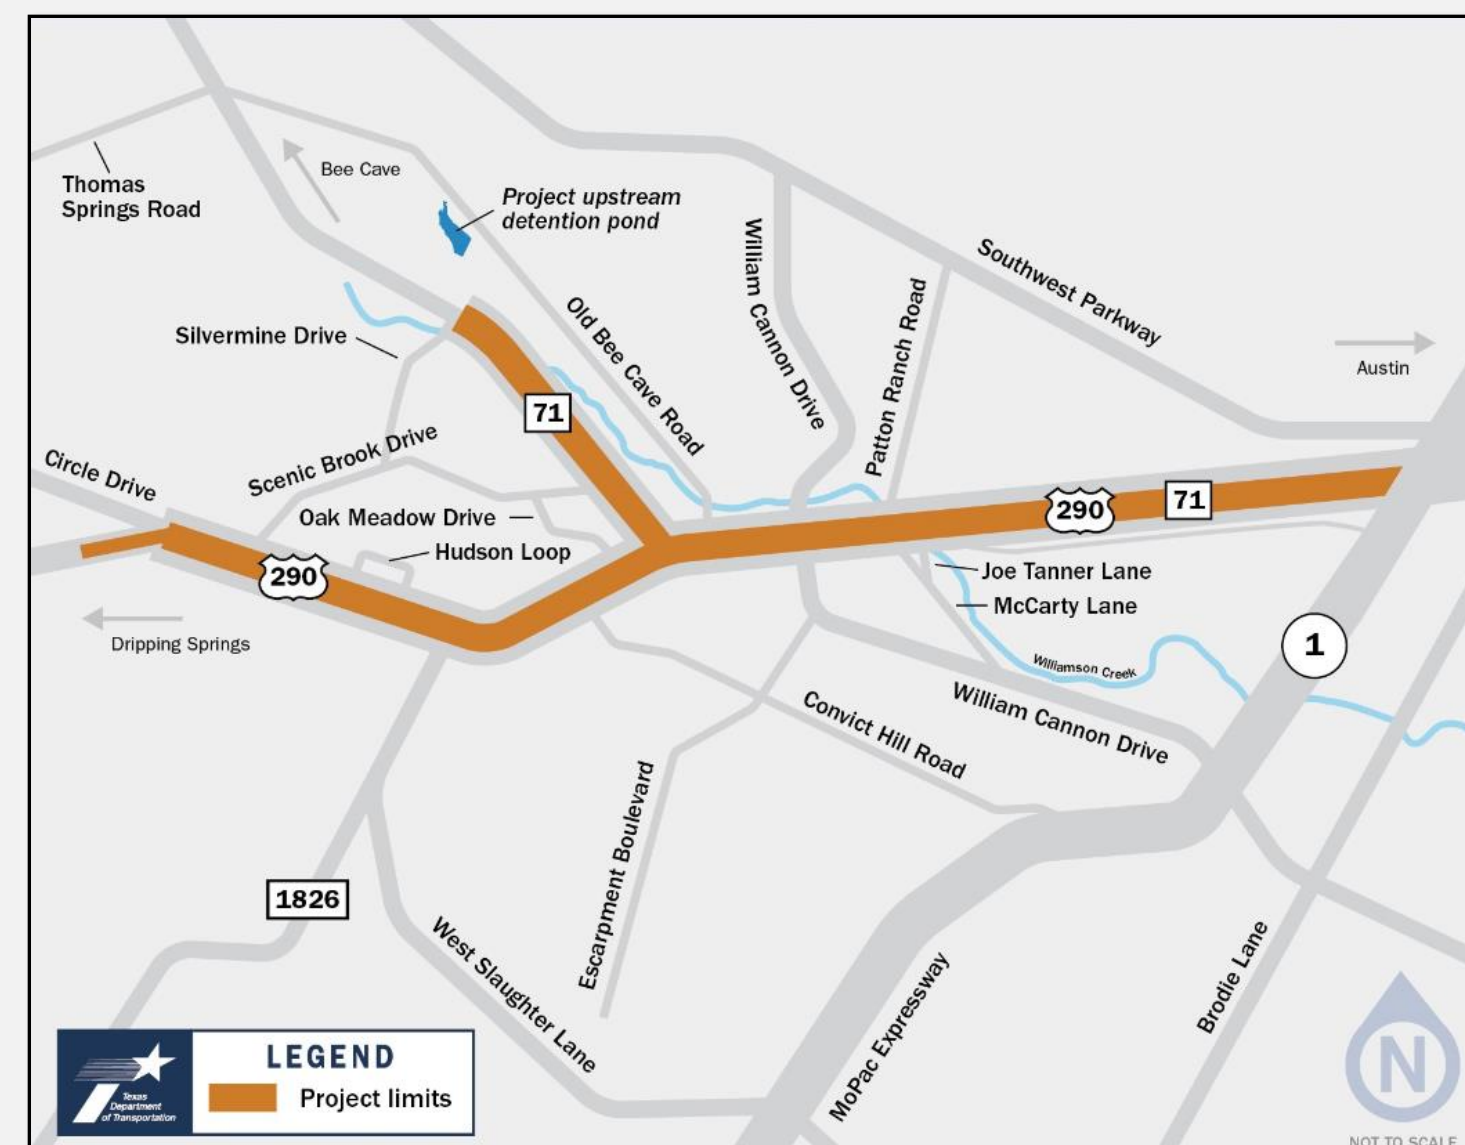 Bee Cave
Thomas
Springs Road
Project upstream
detention pond
William Cannon Drive
Southwest Parkway
Patton Ranch Road
Old Bee Cave Road
Silvermine Drive
Austin
71
Scenic Brook Drive
Circle Drive
Oak Meadow Drive
Hudson Loop
290
71
290
Joe Tanner Lane
McCarty Lane
Dripping Springs
1
Williamson Creek
William Cannon Drive
Convict Hill Road
Escarpment Boulevard
1826
West Slaughter Lane
MoPac Expressway
Brodie Lane
LEGEND
Project limits
Texas
Department
of Transportation
N
NOT TO SCALE